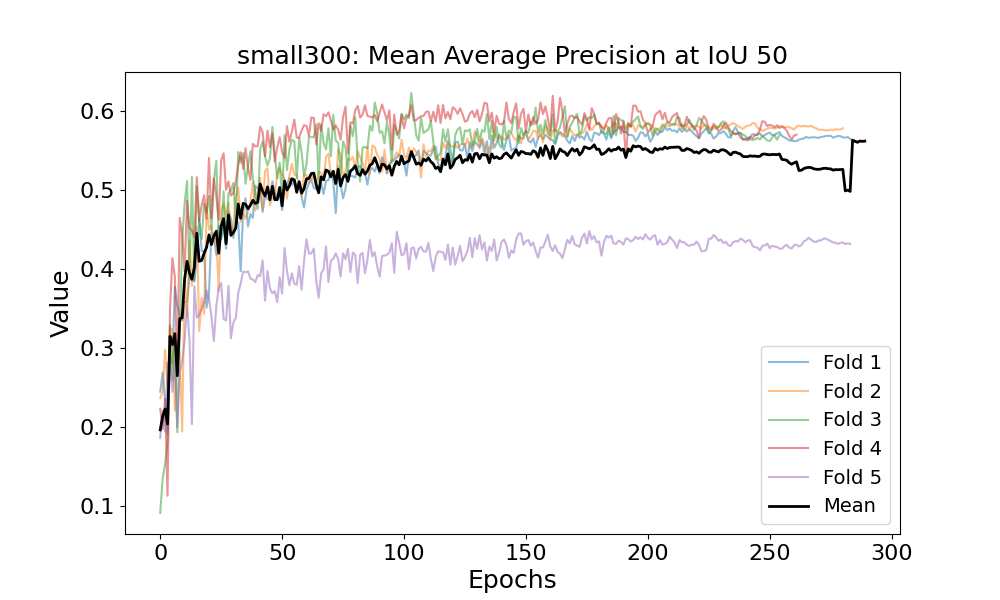 small300: Mean Average Precision at IoU 50
Value
0.6
0.5
0.4
0.3
0.2
0.1
0 50 100 150 200 250 300
Epochs
Fold 1
Fold 2
Fold 3
Fold 4
Fold 5
Mean